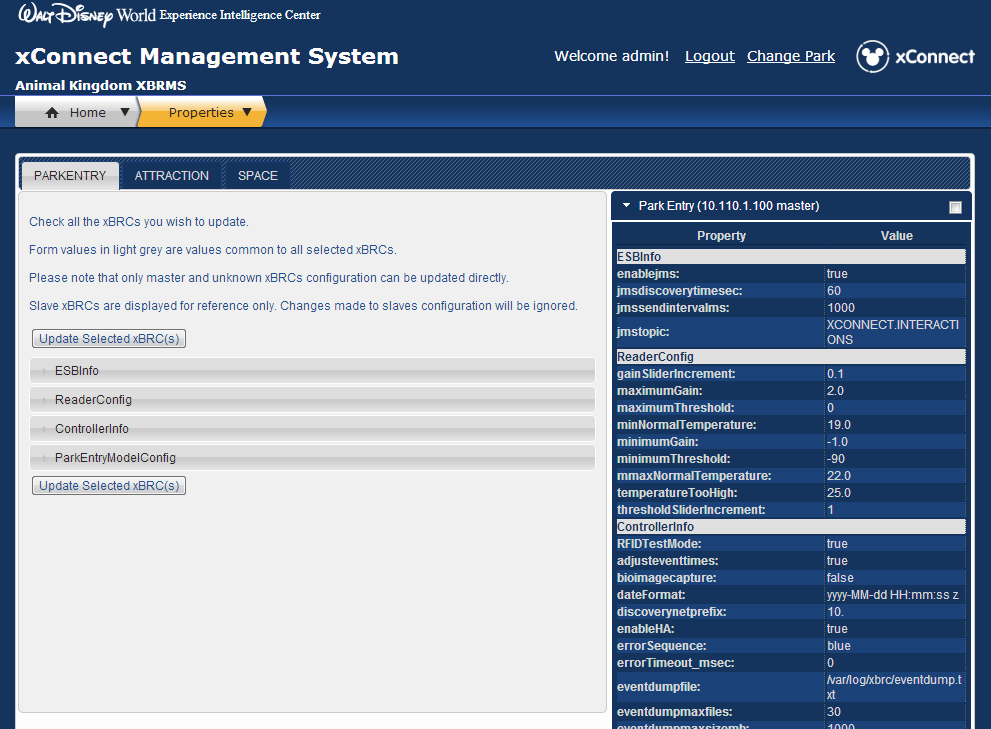 Walt Disney World Experience Intelligence Center
xConnect Management System
Welcome admin! Logout Change Park
xConnect
Animal Kingdom XBRMS
Home Properties
PARKENTRY ATTRACTION SPACE
Check all the xBRCs you wish to update.
Form values in light grey are values common to all selected xBRCs.
Please note that only master and unknown xBRCs configuration can be updated directly.
Slave xBRCs are displayed for reference only. Changes made to slaves configuration will be ignored.
Update Selected xBRC(s)
ESBInfo
ReaderConfig
ControllerInfo
ParkEntryModelConfig
Update Selected xBRC(s)
Park Entry (10.110.1.100 master)
Property Value
ESBInfo
enablejms: true
jmsdiscoverytimesec: 60
jmssendintervalms: 1000
jmstopic: XCONNECT.INTERACTI
ONS
ReaderConfig
gainSliderIncrement: 0.1
maximumGain: 2.0
maximumThreshold: 0
minNormalTemperature: 19.0
minimumGain: -1.0
minimumThreshold: -90
mmaxNormalTemperature: 22.0
temperatureTooHigh: 25.0
thresholdSliderIncrement: 1
ControllerInfo
RFIDTestMode: true
adjusteventtimes: true
bioimagecapture: false
dateFormat: yyyy-MM-dd HH:mm:ss z
discoverynetprefix: 10.
enableHA: true
errorSequence: blue
errorTimeout_msec: 0
eventdumpfile: /var/log/xbrc/eventdump.t
xt
eventdumpmaxfiles: 30
eventdumpmaxsizemb: 1000